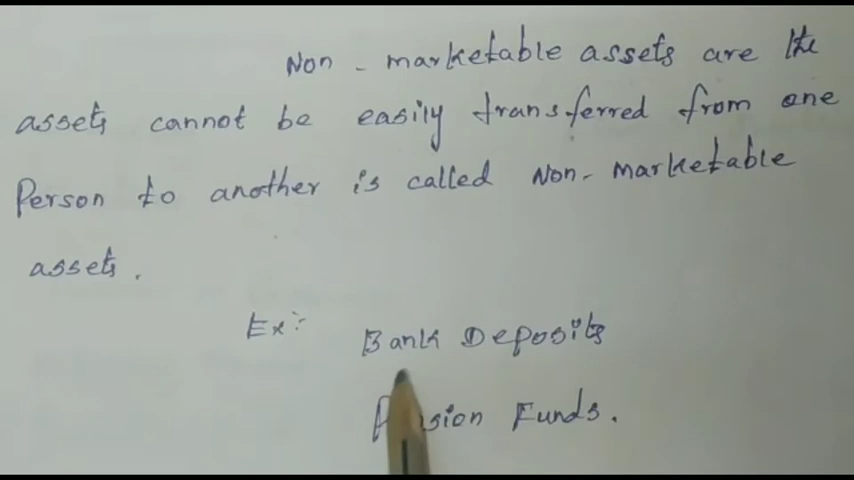 Non - marketable assets are the
assets cannot be easily transferred from one
Person to another is called Non-marketable
assets.
Ex:- Bank Deposits
Funds.